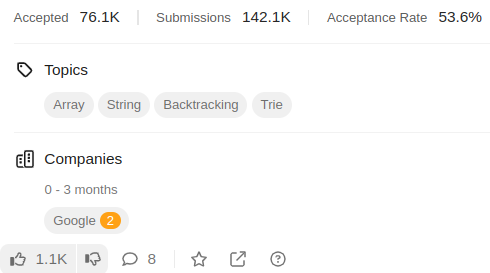 Accepted 76.1K Submissions 142.1K Acceptance Rate 53.6%
Topics
Array String Backtracking Trie
Companies
0 - 3 months
Google 2
1.1K 8